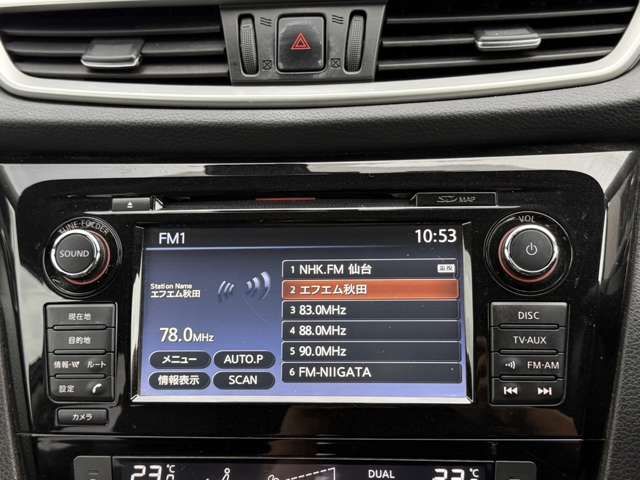 MAP
TUNE·FOLDER
VOL
SOUND
FM1
10:53
Station Name
エフエム秋田
78.0MHz
1 NHK.FM 仙台
2 エフエム秋田
3 83.0MHz
4 88.0MHz
5 90.0MHz
6 FM-NIIGATA
メニュー
AUTO.P
情報表示
SCAN
現在地
目的地
情報·VV ルート
設定
カメラ
DISC
TV·AUX
FM·AM
23℃
DUAL
23℃